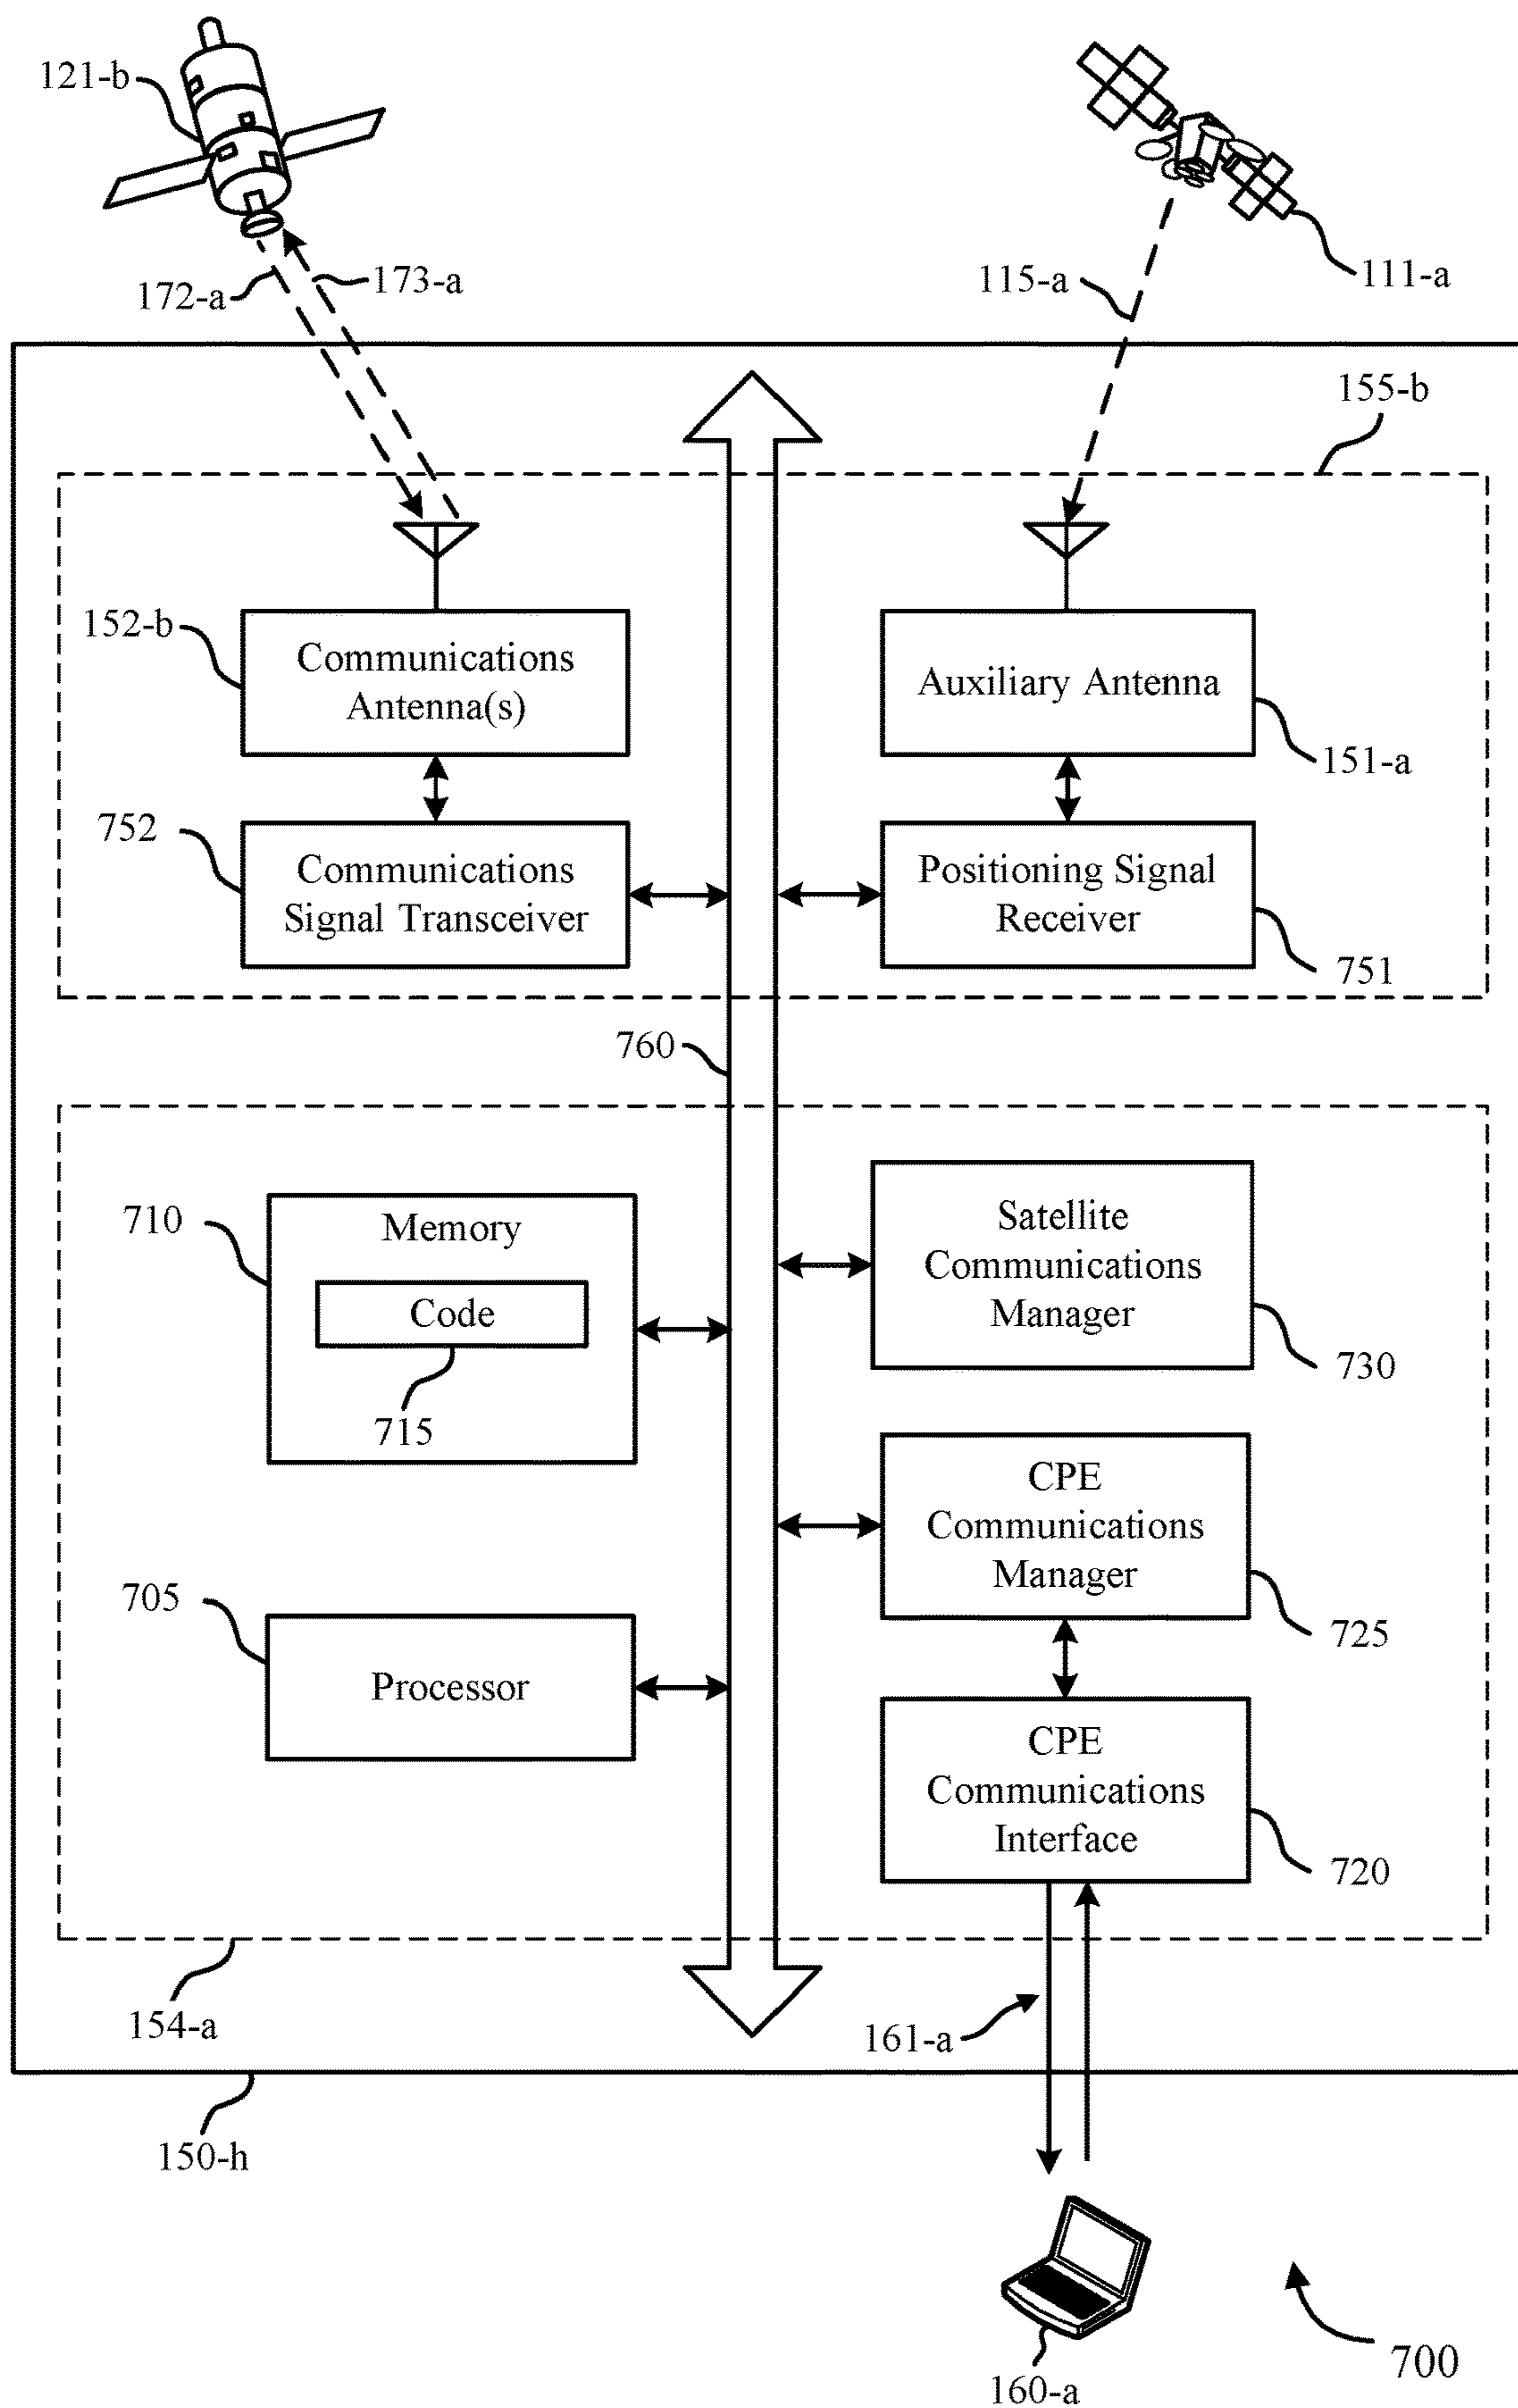 121-b
172-a
173-a
115-a
111-a
155-b
152-b
Communications
Antenna(s)
Auxiliary Antenna
151-a
752
Communications
Signal Transceiver
Positioning Signal
Receiver
751
760
710
Memory
Code
715
Satellite
Communications
Manager
730
CPE
Communications
Manager
725
705
Processor
CPE
Communications
Interface
720
154-a
161-a
150-h
160-a
700